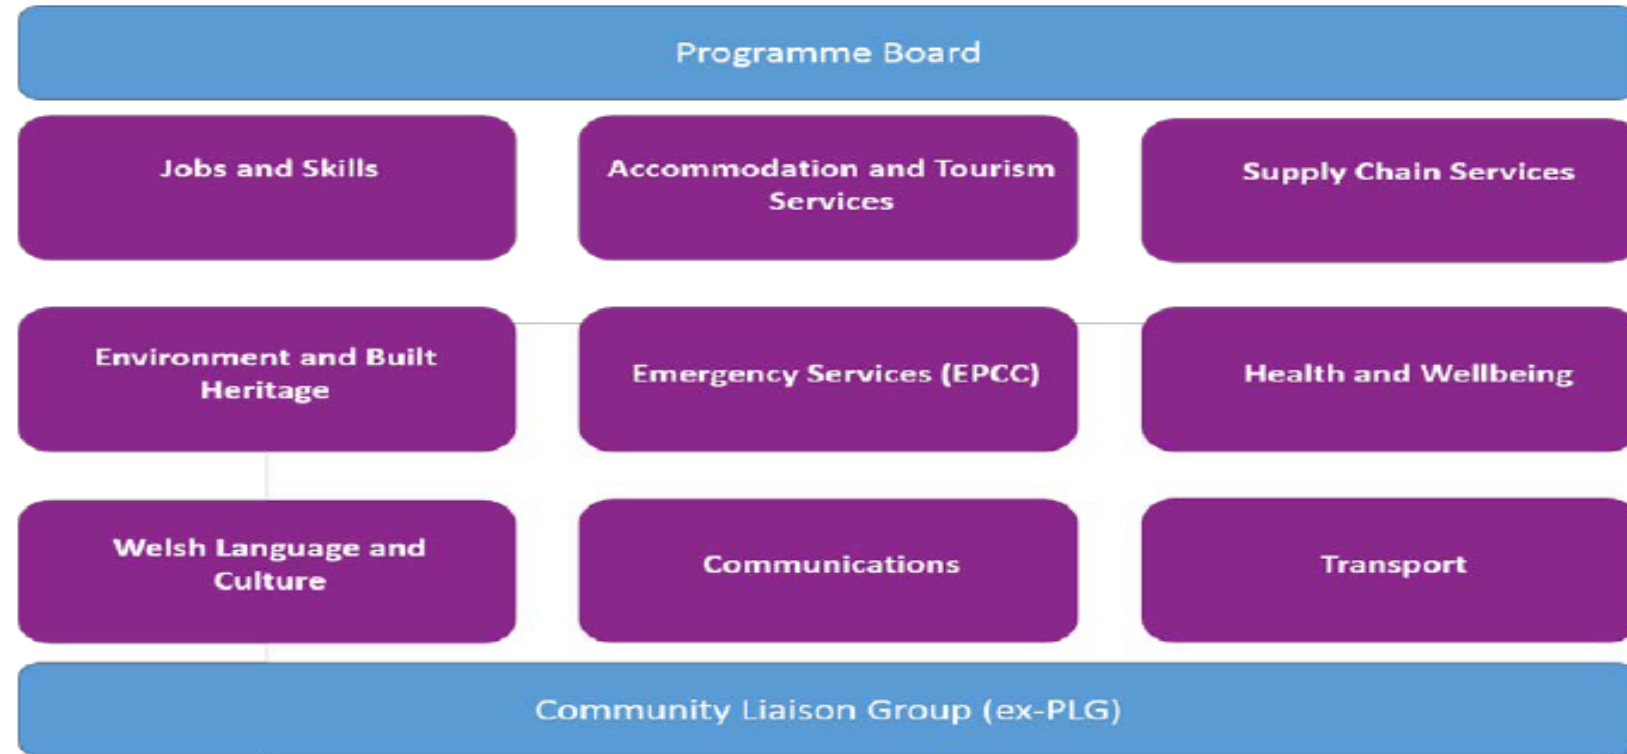 Programme Board
Jobs and Skills
Accommodation and Tourism
Services
Supply Chain Services
Environment and Built
Heritage
Emergency Services (EPCC)
Health and Wellbeing
Welsh Language and
Culture
Communications
Transport
Community Liaison Group (ex-PLG)